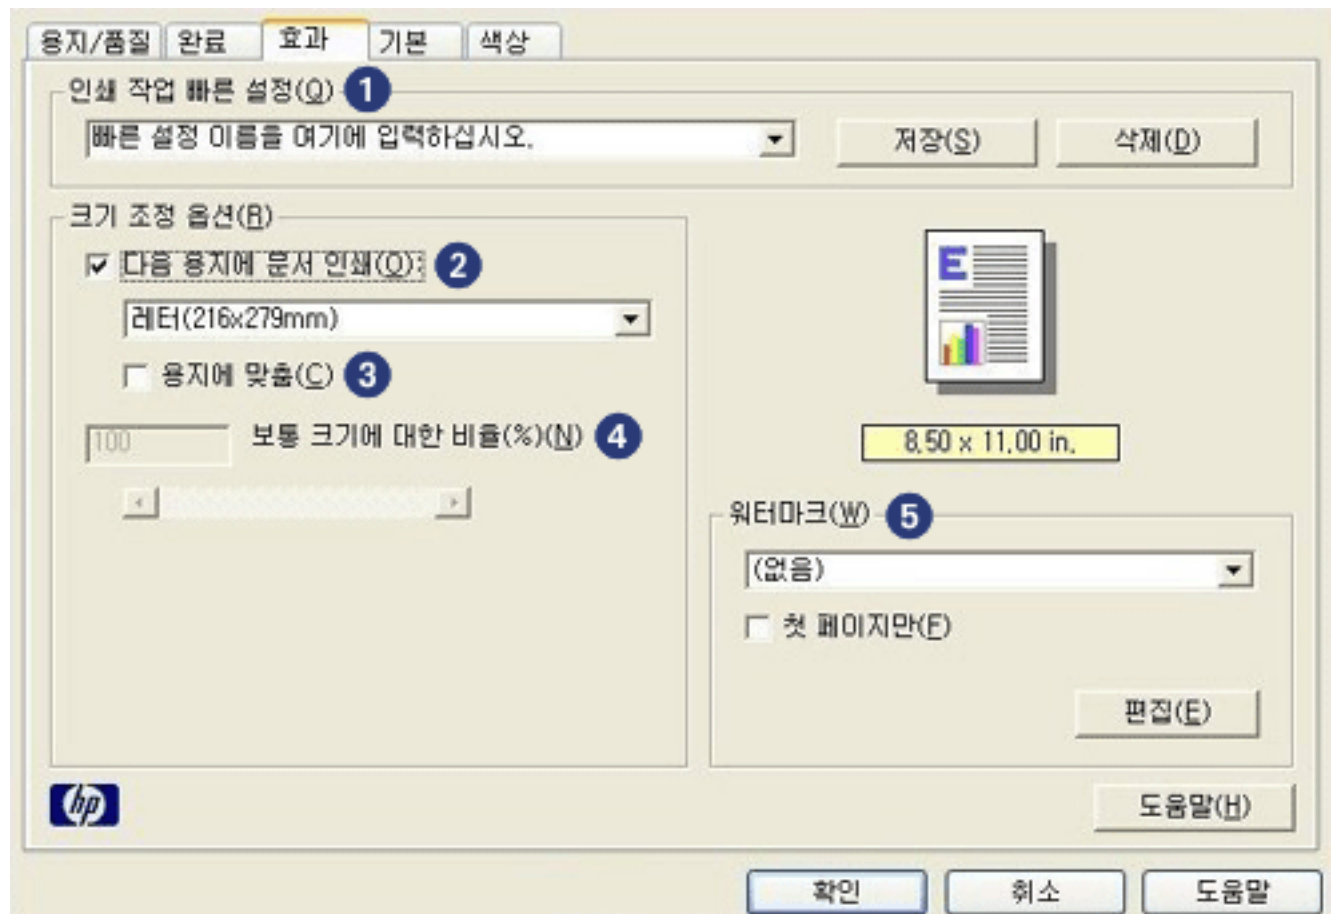 용지/품질 완료 효과 기본 색상
인쇄 작업 빠른 설정(Q) 1
빠른 설정 이름을 여기에 입력하십시오. 저장(S) 삭제(D)
크기 조정 옵션(R)
다음 용지에 문서 인쇄(O): 2
레터(216x279mm)
용지에 맞춤(C) 3
100 보통 크기에 대한 비율(%)(N) 4
E
8.50 x 11.00 in.
워터마크(W) 5
(없음)
첫 페이지만(F)
편집(E)
hp
도움말(H)
확인 취소 도움말